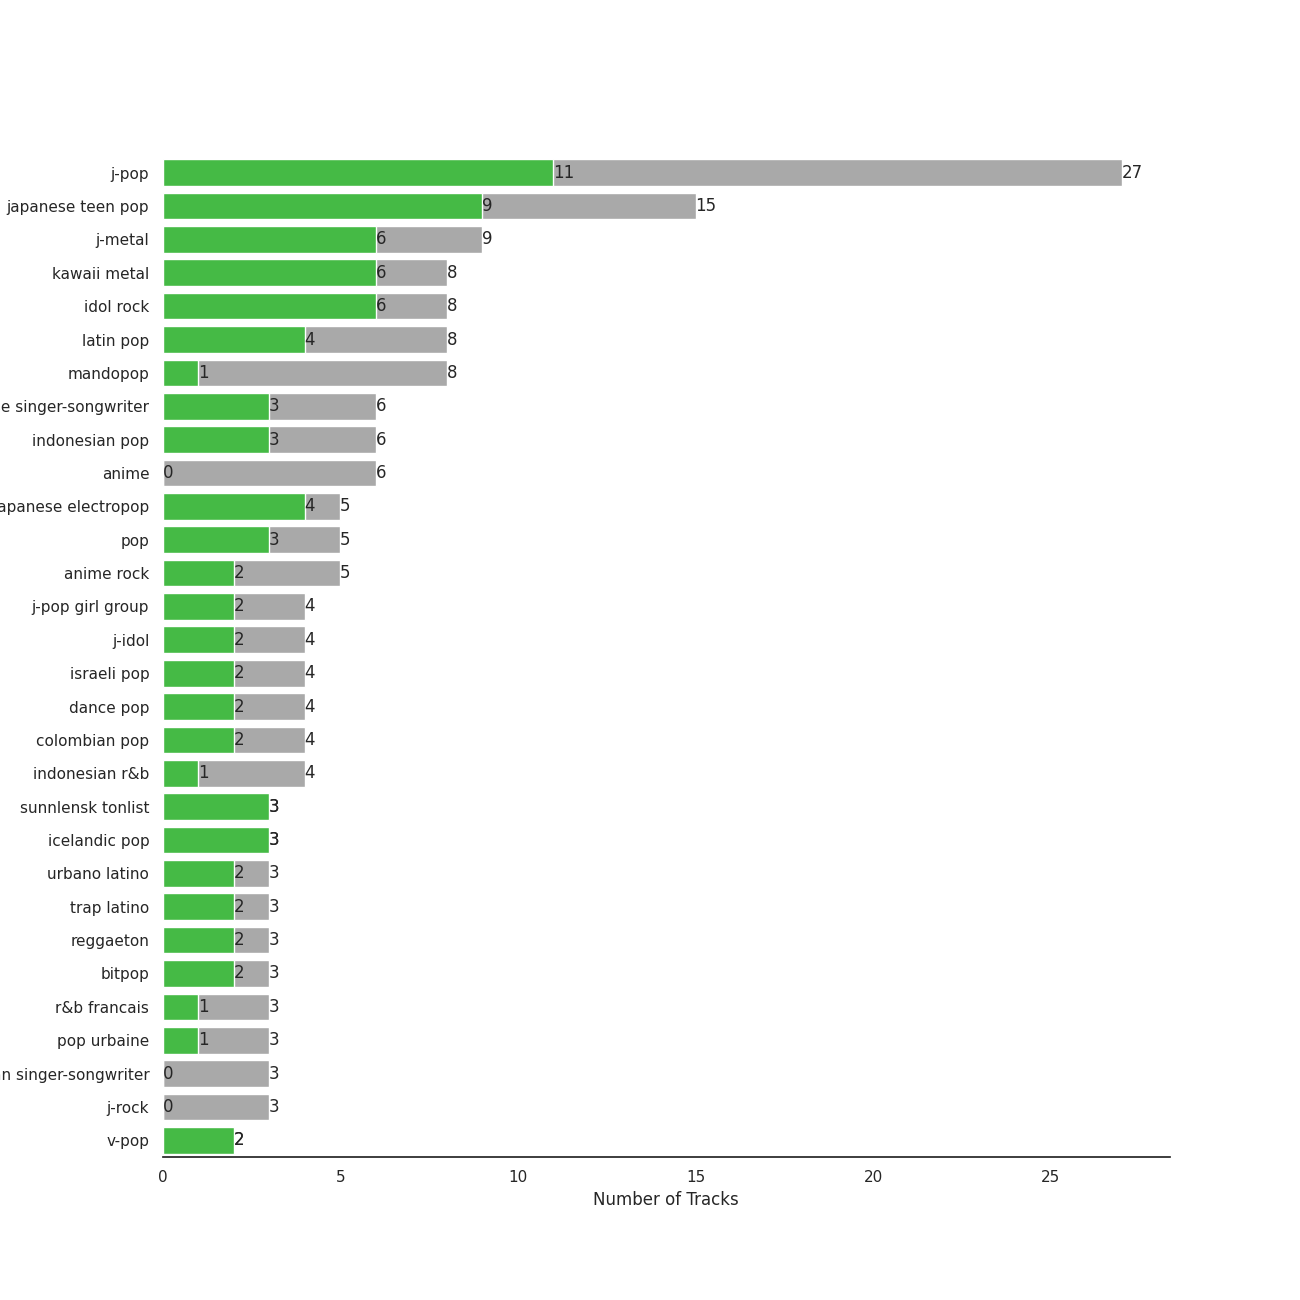 j-pop 11 27
japanese teen pop 9 15
j-metal 6 9
kawaii metal 6 8
idol rock 6 8
latin pop 4 8
mandopop 1 8
e singer-songwriter 3 6
indonesian pop 3 6
anime 0 6
apanese electropop 4 5
pop 3 5
anime rock 2 5
j-pop girl group 2 4
j-idol 2 4
israeli pop 2 4
dance pop 2 4
colombian pop 2 4
indonesian r&b 1 4
sunnlensk tonlist 3 3
icelandic pop 3 3
urbano latino 2 3
trap latino 2 3
reggaeton 2 3
bitpop 2 3
r&b francais 1 3
pop urbaine 1 3
n singer-songwriter 0 3
j-rock 0 3
v-pop 2 2
0 5 10 15 20 25
Number of Tracks